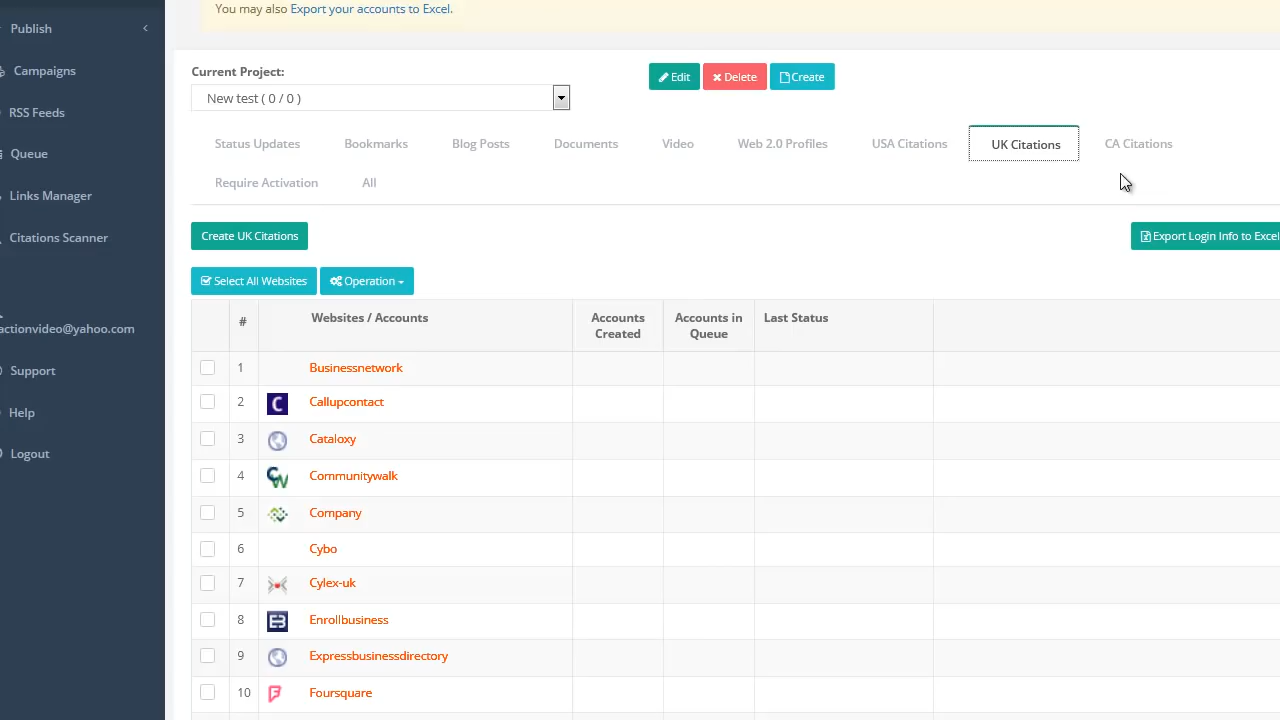 You may also Export your accounts to Excel.
Publish
Current Project:
Edit
Delete
Create
Campaigns
New test ( 0 / 0 )
RSS Feeds
Status Updates
Bookmarks
Blog Posts
Documents
Video
Web 2.0 Profiles
USA Citations
UK Citations
CA Citations
Queue
Require Activation
All
Links Manager
Citations Scanner
Create UK Citations
Export Login Info to Excel
Select All Websites
Operation
#
Websites / Accounts
Accounts Created
Accounts in Queue
Last Status
actionvideo@yahoo.com
Support
Help
Logout
1 Businessnetwork
2 C Callupcontact
3 Cataloxy
4 CW Communitywalk
5 Company
6 Cybo
7 Cylex-uk
8 EB Enrollbusiness
9 Expressbusinessdirectory
10 Foursquare